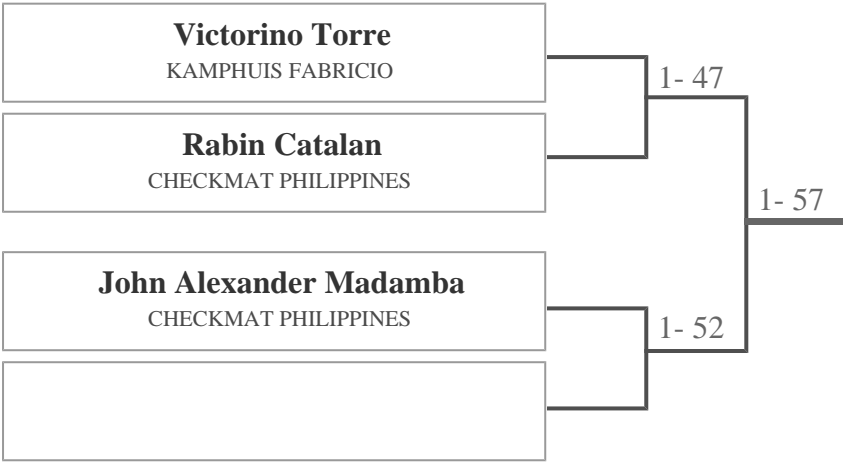 Victorino Torre
KAMPHUIS FABRICIO
1- 47
Rabin Catalan
CHECKMAT PHILIPPINES
1- 57
John Alexander Madamba
CHECKMAT PHILIPPINES
1- 52